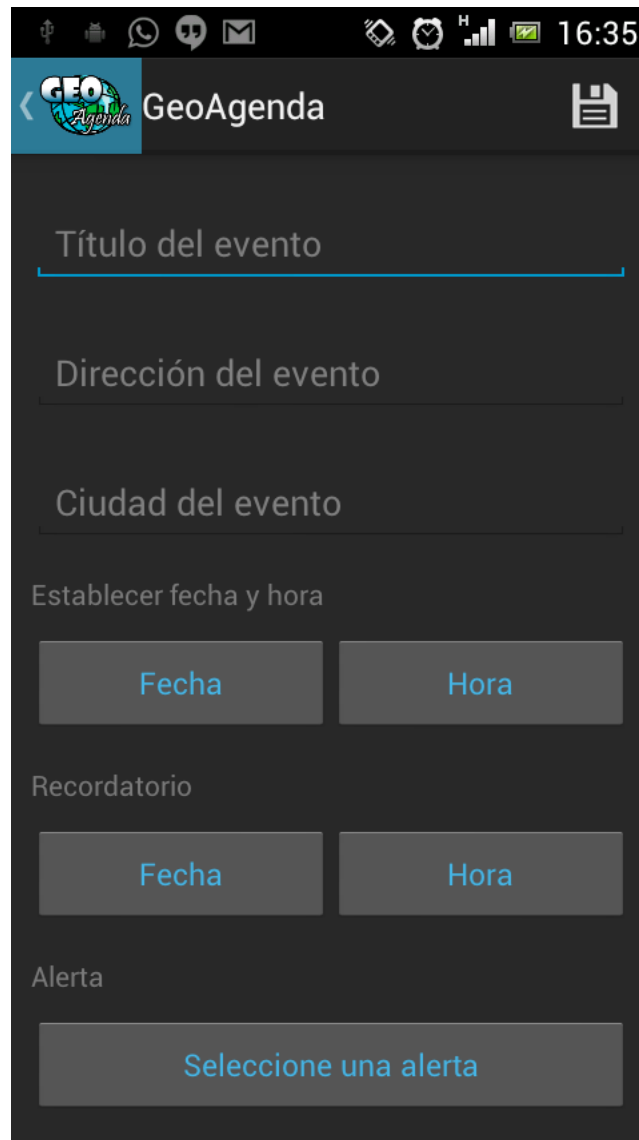 H 16:35
GEO Agenda GeoAgenda
Título del evento
Dirección del evento
Ciudad del evento
Establecer fecha y hora
Fecha Hora
Recordatorio
Fecha Hora
Alerta
Seleccione una alerta